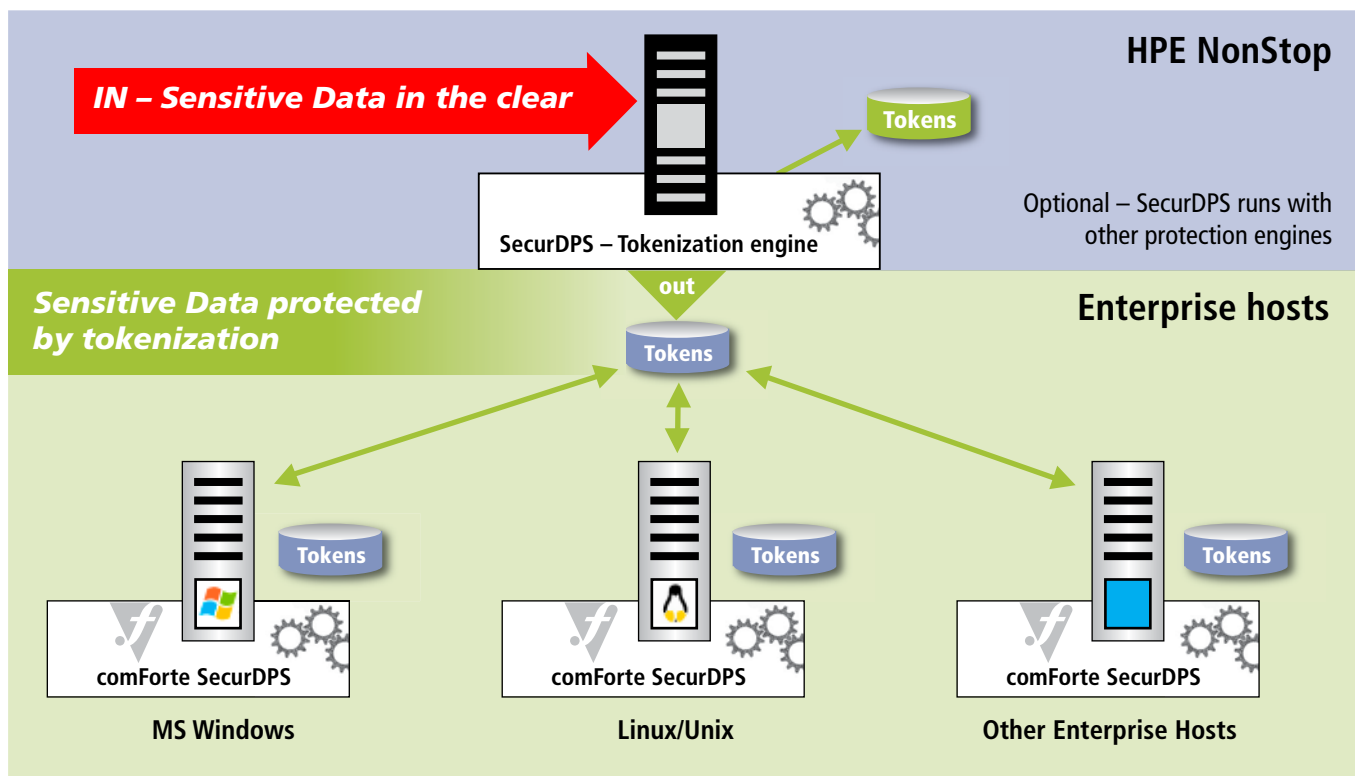 HPE NonStop
IN – Sensitive Data in the clear
Tokens
Optional – SecurDPS runs with
other protection engines
SecurDPS – Tokenization engine
out
Sensitive Data protected
by tokenization
Enterprise hosts
Tokens
Tokens
Tokens
Tokens
f
comForte SecurDPS
f
comForte SecurDPS
f
comForte SecurDPS
MS Windows
Linux/Unix
Other Enterprise Hosts